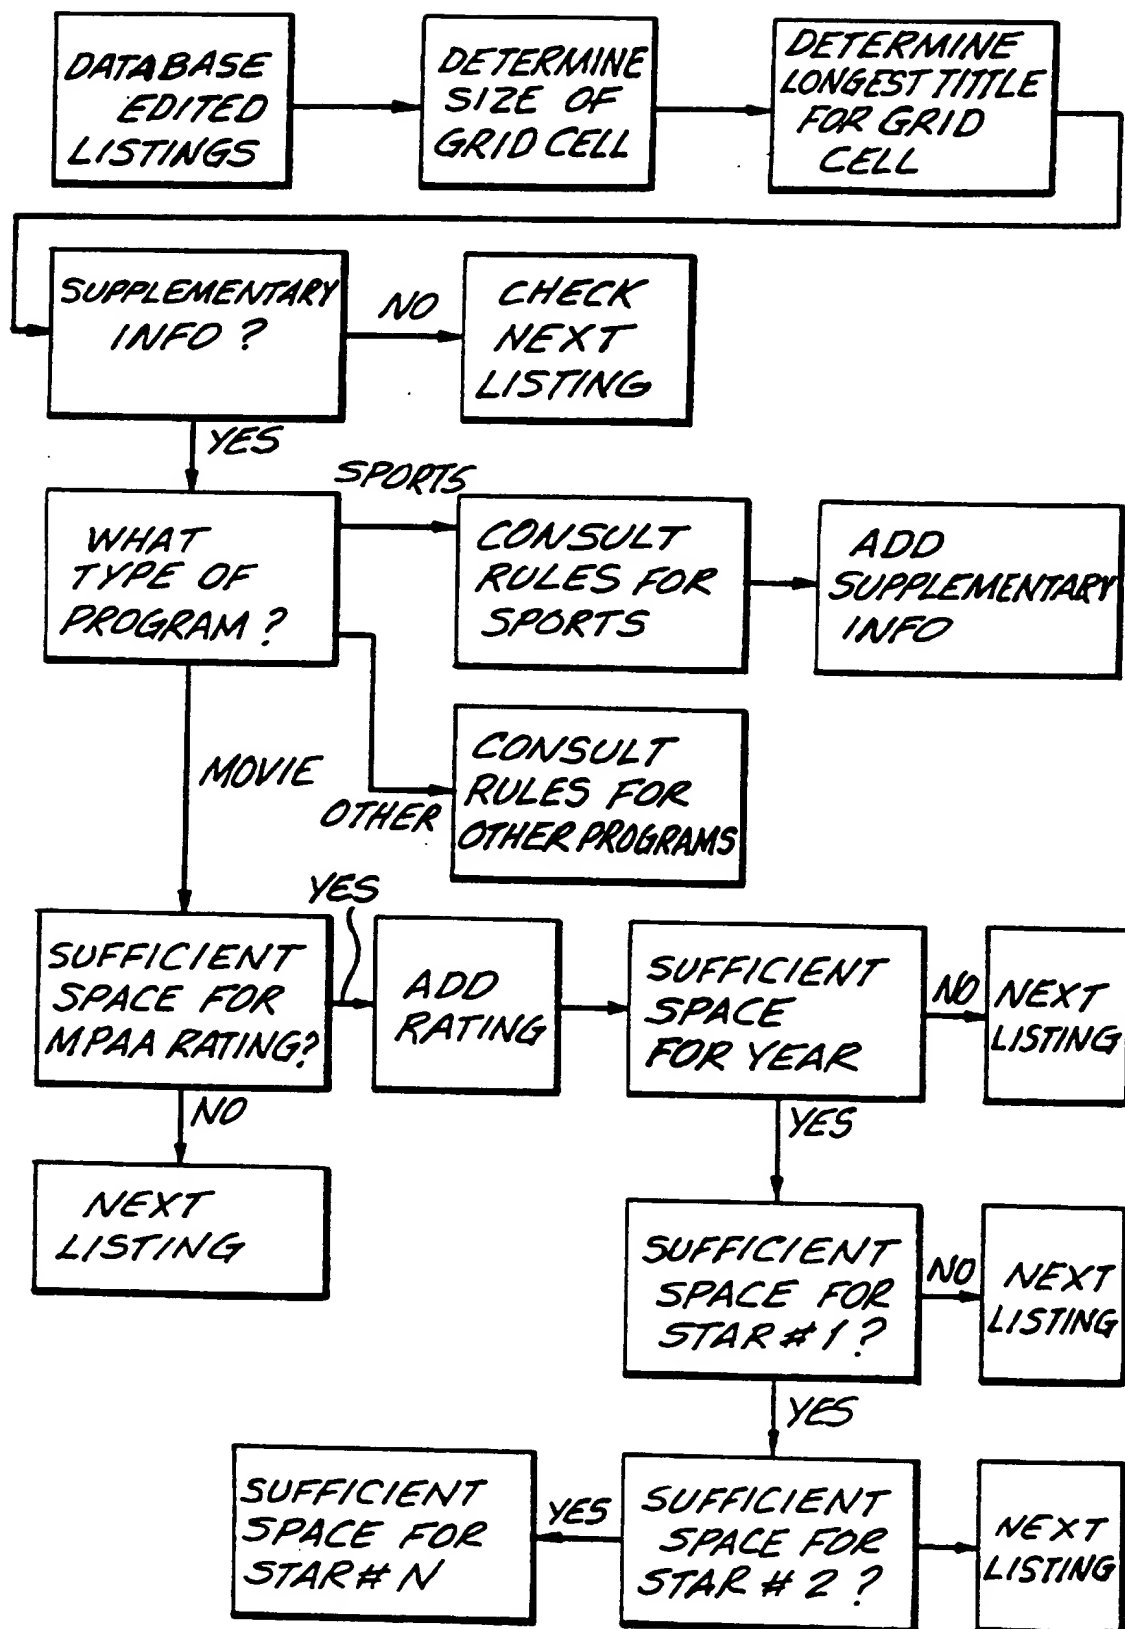 DATABASE
EDITED
LISTINGS
DETERMINE
SIZE OF
GRID CELL
DETERMINE
LONGEST TITTLE
FOR GRID
CELL
SUPPLEMENTARY
INFO ?
NO
CHECK
NEXT
LISTING
YES
WHAT
TYPE OF
PROGRAM ?
SPORTS
CONSULT
RULES FOR
SPORTS
ADD
SUPPLEMENTARY
INFO
OTHER
CONSULT
RULES FOR
OTHER PROGRAMS
MOVIE
SUFFICIENT
SPACE FOR
MPAA RATING?
YES
ADD
RATING
SUFFICIENT
SPACE
FOR YEAR
NO
NEXT
LISTING
NO
NEXT
LISTING
YES
SUFFICIENT
SPACE FOR
STAR # 1 ?
NO
NEXT
LISTING
YES
SUFFICIENT
SPACE FOR
STAR # 2 ?
NEXT
LISTING
YES
SUFFICIENT
SPACE FOR
STAR # N